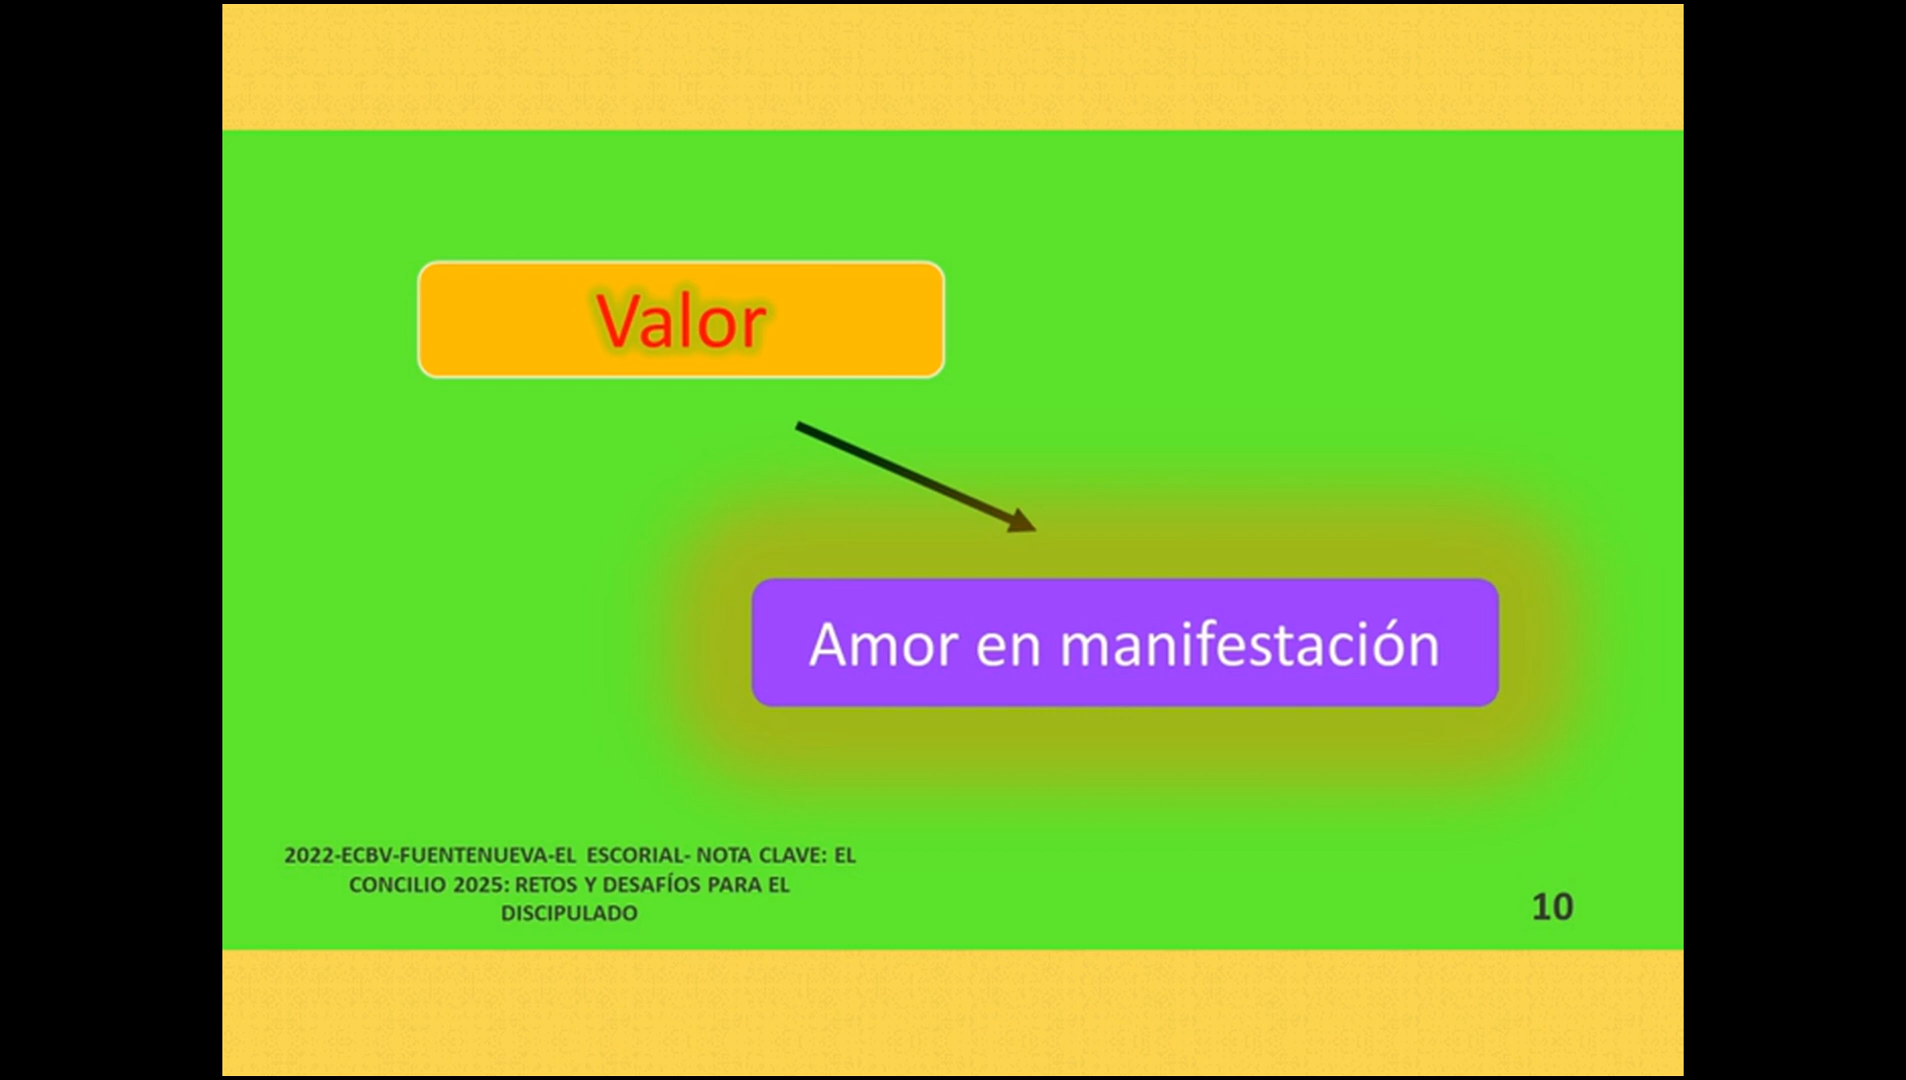 Valor
Amor en manifestación
2022-ECBV-FUENTENUEVA-EL ESCORIAL- NOTA CLAVE: EL
CONCILIO 2025: RETOS Y DESAFÍOS PARA EL
DISCIPULADO
10